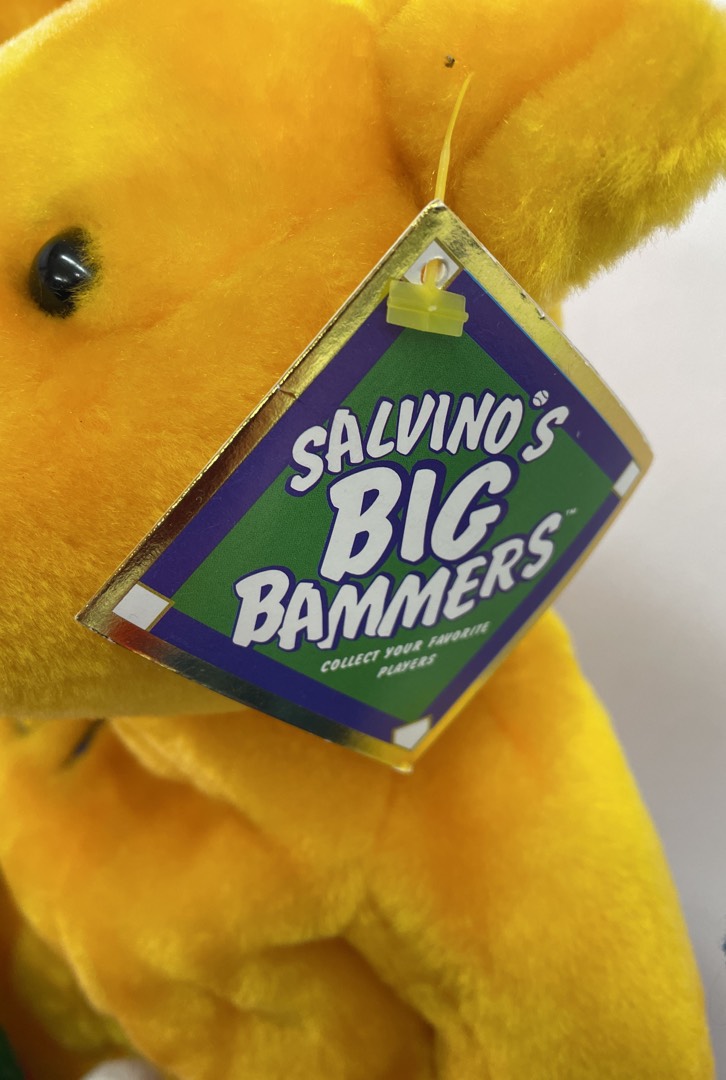 SALVINO'S
BIG
BAMMERS™
COLLECT YOUR FAVORITE
PLAYERS